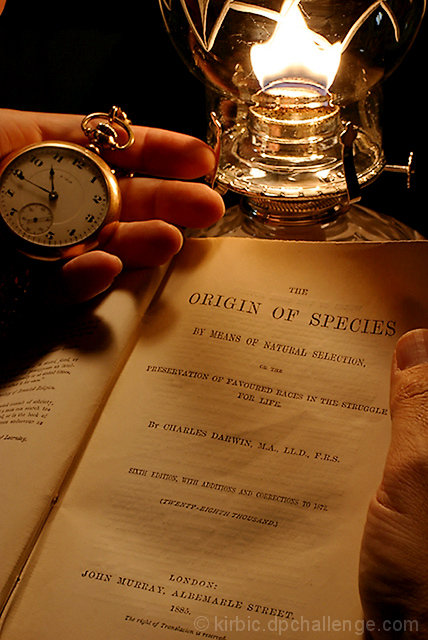 THE
ORIGIN OF SPECIES
BY MEANS OF NATURAL SELECTION,
OR THE
PRESERVATION OF FAVOURED RACES IN THE STRUGGLE
FOR LIFE.
BY CHARLES DARWIN, M.A., LL.D., F.R.S.
SIXTH EDITION, WITH ADDITIONS AND CORRECTIONS TO 1872.
(TWENTY-EIGHTH THOUSAND.)
LONDON:
JOHN MURRAY, ALBEMARLE STREET.
1885.
The right of Translation is reserved.
© kirbic.dpchallenge.com